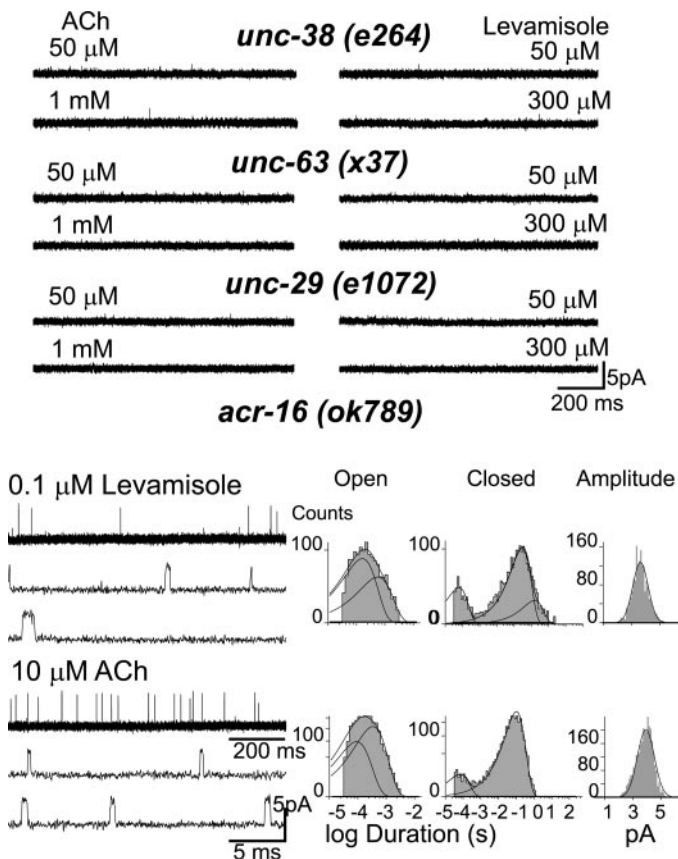 ACh
unc-38 (e264)
Levamisole
50 μM
50 μM
1 mM
300 μM
unc-63 (x37)
50 μM
50 μM
1 mM
300 μM
unc-29 (e1072)
50 μM
50 μM
1 mM
300 μM
5pA
200 ms
acr-16 (ok789)
0.1 μM Levamisole
Open
Closed
Amplitude
Counts
100
0
100
0
160
80
0
10 μM ACh
200 ms
100
0
100
0
180
80
0
5pA
5 ms
-5 -4 -3 -2
-5-4-3-2 -1 0 1 2
1 3 5
log Duration (s)
pA